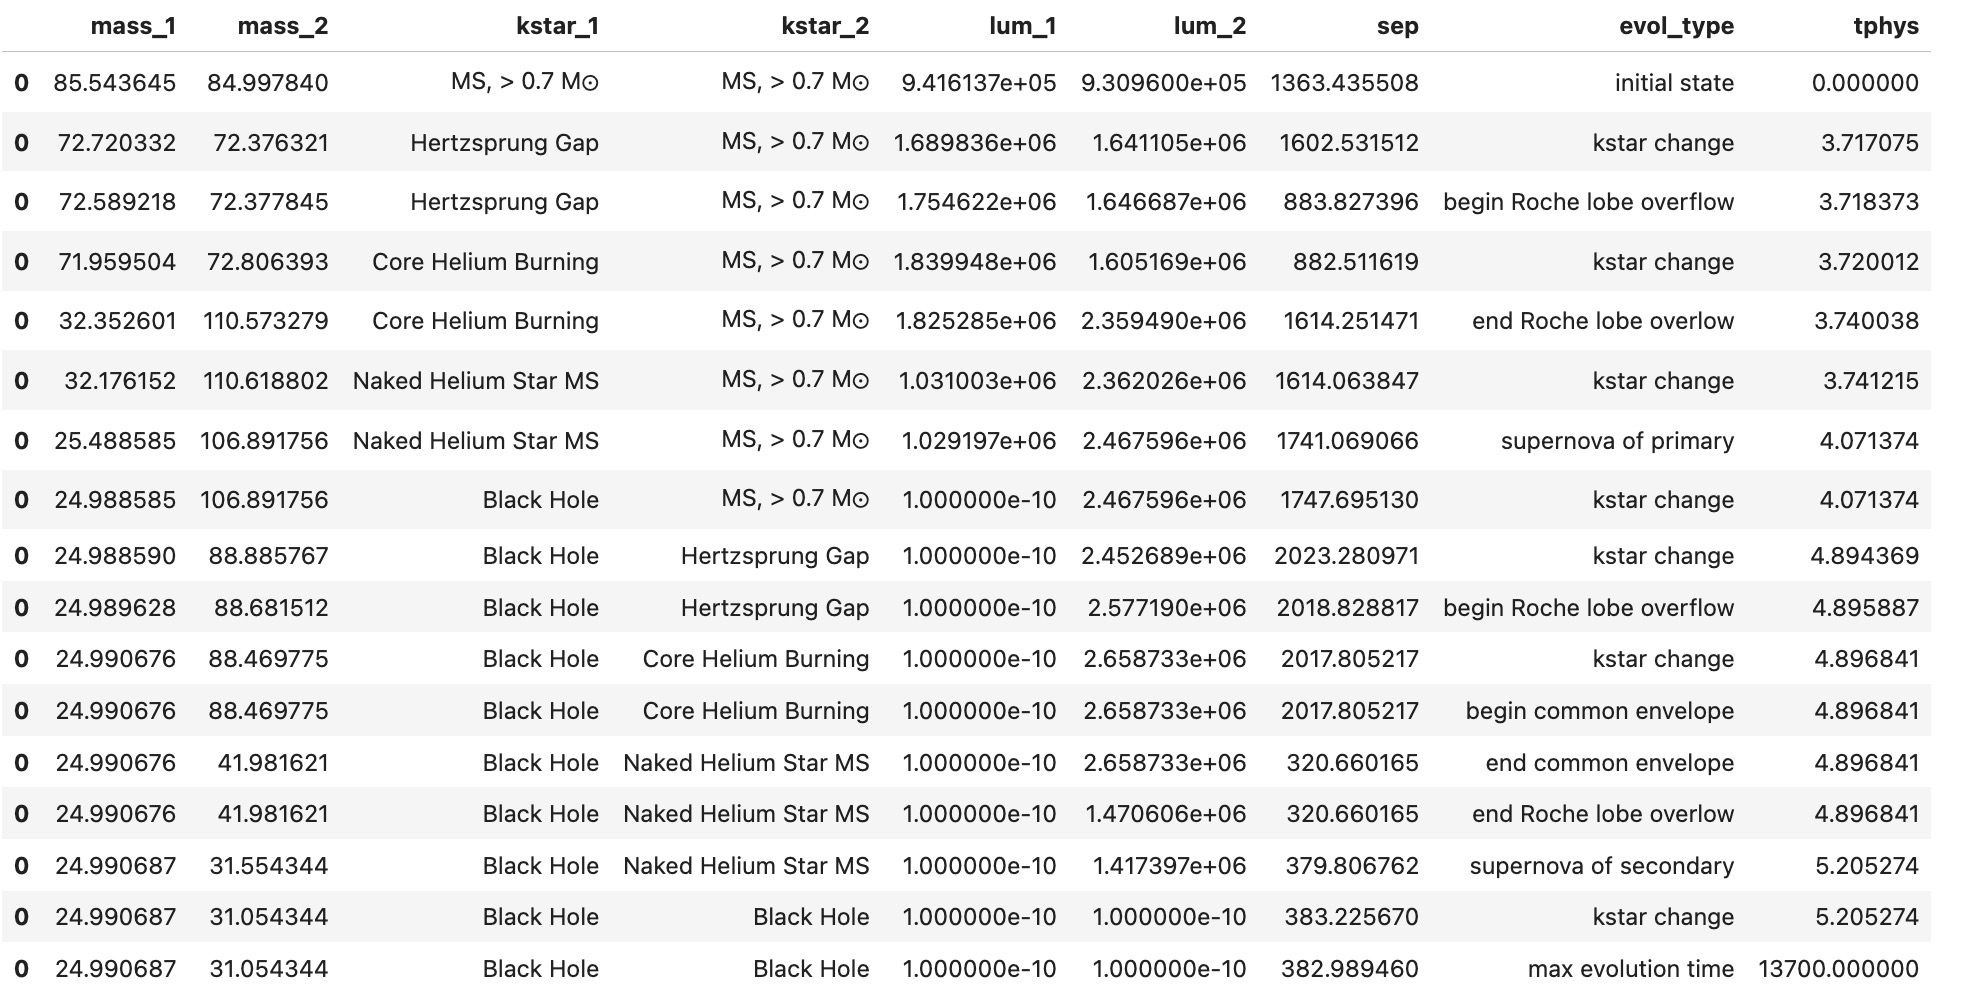 mass_1 mass_2 kstar_1 kstar_2 lum_1 lum_2 sep evol_type tphys
0 85.543645 84.997840 MS, > 0.7 M⊙ MS, > 0.7 M⊙ 9.416137e+05 9.309600e+05 1363.435508 initial state 0.000000
0 72.720332 72.376321 Hertzsprung Gap MS, > 0.7 M⊙ 1.689836e+06 1.641105e+06 1602.531512 kstar change 3.717075
0 72.589218 72.377845 Hertzsprung Gap MS, > 0.7 M⊙ 1.754622e+06 1.646687e+06 883.827396 begin Roche lobe overflow 3.718373
0 71.959504 72.806393 Core Helium Burning MS, > 0.7 M⊙ 1.839948e+06 1.605169e+06 882.511619 kstar change 3.720012
0 32.352601 110.573279 Core Helium Burning MS, > 0.7 M⊙ 1.825285e+06 2.359490e+06 1614.251471 end Roche lobe overlow 3.740038
0 32.176152 110.618802 Naked Helium Star MS MS, > 0.7 M⊙ 1.031003e+06 2.362026e+06 1614.063847 kstar change 3.741215
0 25.488585 106.891756 Naked Helium Star MS MS, > 0.7 M⊙ 1.029197e+06 2.467596e+06 1741.069066 supernova of primary 4.071374
0 24.988585 106.891756 Black Hole MS, > 0.7 M⊙ 1.000000e-10 2.467596e+06 1747.695130 kstar change 4.071374
0 24.988590 88.885767 Black Hole Hertzsprung Gap 1.000000e-10 2.452689e+06 2023.280971 kstar change 4.894369
0 24.989628 88.681512 Black Hole Hertzsprung Gap 1.000000e-10 2.577190e+06 2018.828817 begin Roche lobe overflow 4.895887
0 24.990676 88.469775 Black Hole Core Helium Burning 1.000000e-10 2.658733e+06 2017.805217 kstar change 4.896841
0 24.990676 88.469775 Black Hole Core Helium Burning 1.000000e-10 2.658733e+06 2017.805217 begin common envelope 4.896841
0 24.990676 41.981621 Black Hole Naked Helium Star MS 1.000000e-10 2.658733e+06 320.660165 end common envelope 4.896841
0 24.990676 41.981621 Black Hole Naked Helium Star MS 1.000000e-10 1.470606e+06 320.660165 end Roche lobe overlow 4.896841
0 24.990687 31.554344 Black Hole Naked Helium Star MS 1.000000e-10 1.417397e+06 379.806762 supernova of secondary 5.205274
0 24.990687 31.054344 Black Hole Black Hole 1.000000e-10 1.000000e-10 383.225670 kstar change 5.205274
0 24.990687 31.054344 Black Hole Black Hole 1.000000e-10 1.000000e-10 382.989460 max evolution time 13700.000000